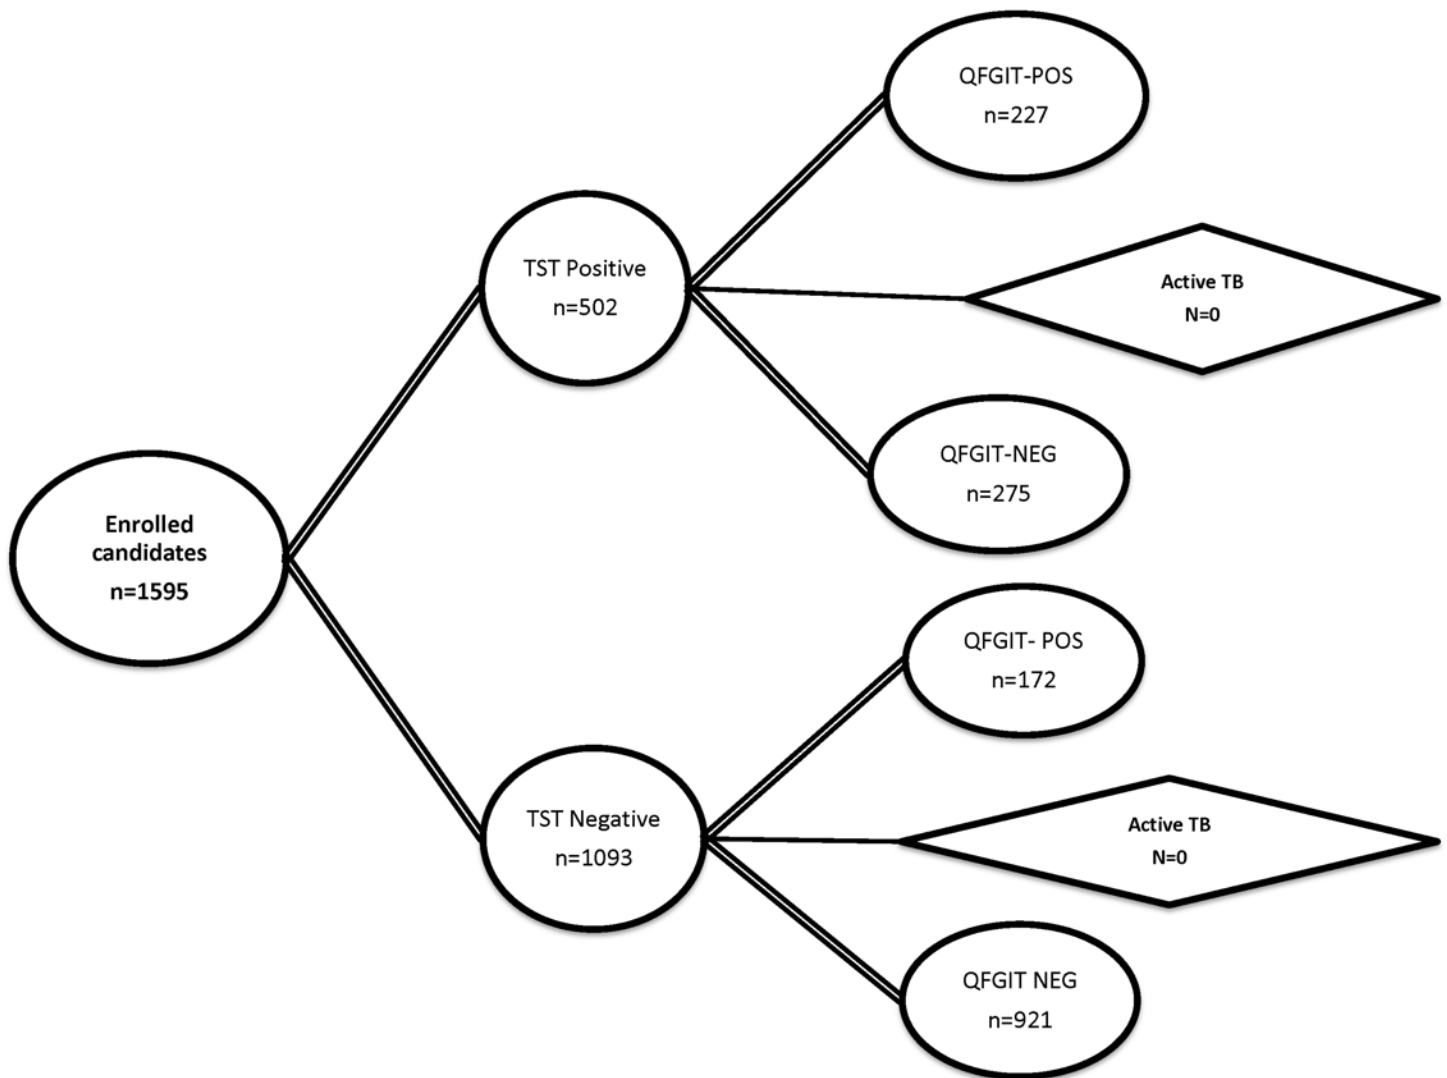 QFGIT-POS
n=227
TST Positive
n=502
Active TB
N=0
QFGIT-NEG
n=275
Enrolled
candidates
n=1595
QFGIT- POS
n=172
TST Negative
n=1093
Active TB
N=0
QFGIT NEG
n=921